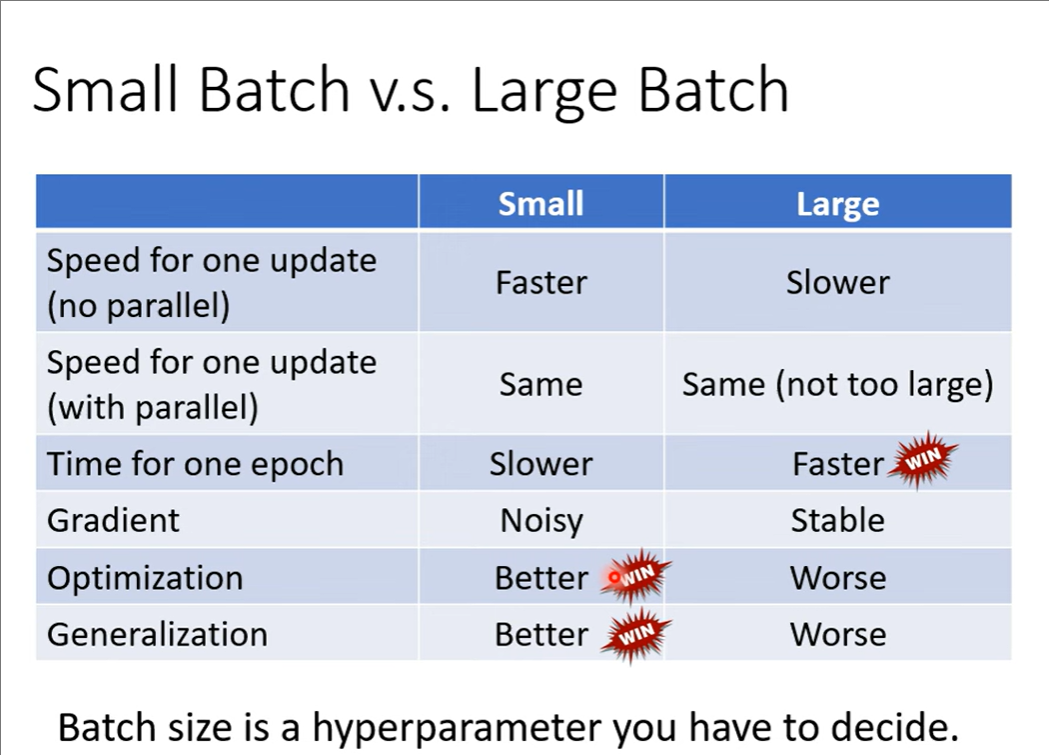 Small Batch v.s. Large Batch
Small Large
Speed for one update
(no parallel) Faster Slower
Speed for one update
(with parallel) Same Same (not too large)
Time for one epoch Slower Faster WIN
Gradient Noisy Stable
Optimization Better WIN Worse
Generalization Better WIN Worse
Batch size is a hyperparameter you have to decide.